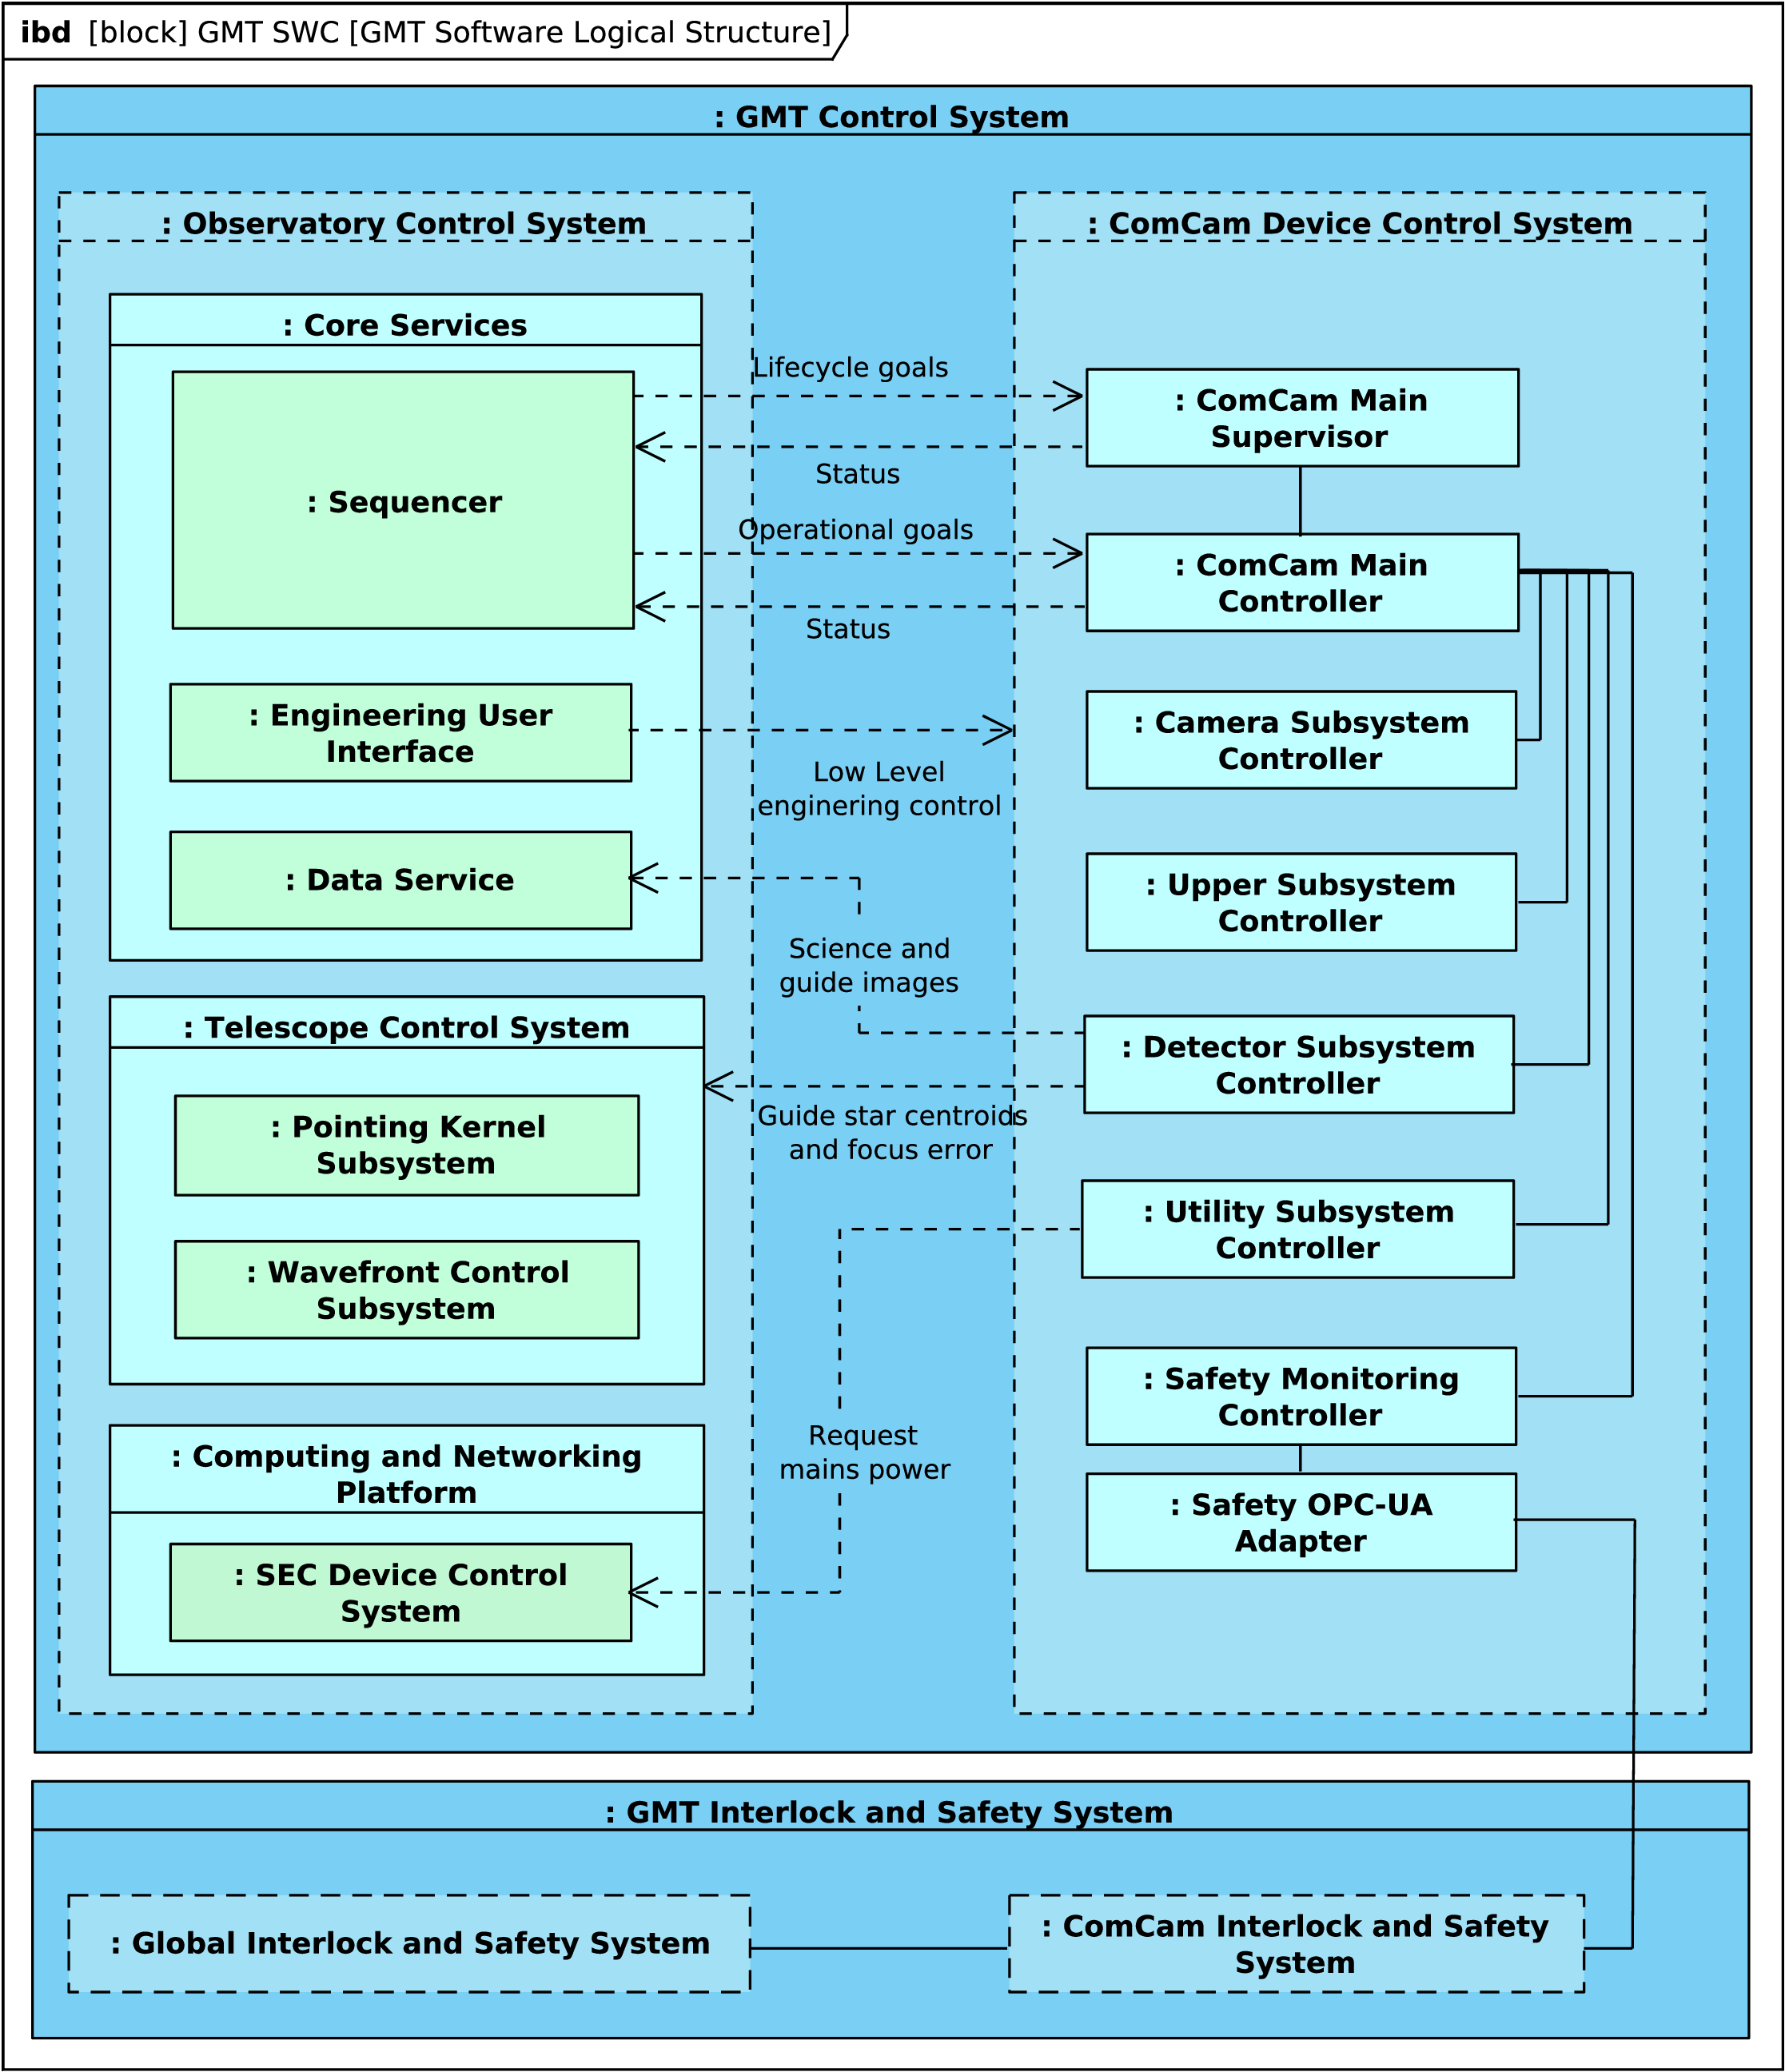 ibd [block] GMT SWC [GMT Software Logical Structure]
: GMT Control System
: Observatory Control System
: Core Services
: Sequencer
: Engineering User
Interface
: Data Service
: Telescope Control System
: Pointing Kernel
Subsystem
: Wavefront Control
Subsystem
: Computing and Networking
Platform
: SEC Device Control
System
Lifecycle goals
Status
Operational goals
Status
Low Level
enginering control
Science and
guide images
Guide star centroids
and focus error
Request
mains power
: ComCam Device Control System
: ComCam Main
Supervisor
: ComCam Main
Controller
: Camera Subsystem
Controller
: Upper Subsystem
Controller
: Detector Subsystem
Controller
: Utility Subsystem
Controller
: Safety Monitoring
Controller
: Safety OPC-UA
Adapter
: GMT Interlock and Safety System
: Global Interlock and Safety System
: ComCam Interlock and Safety
System